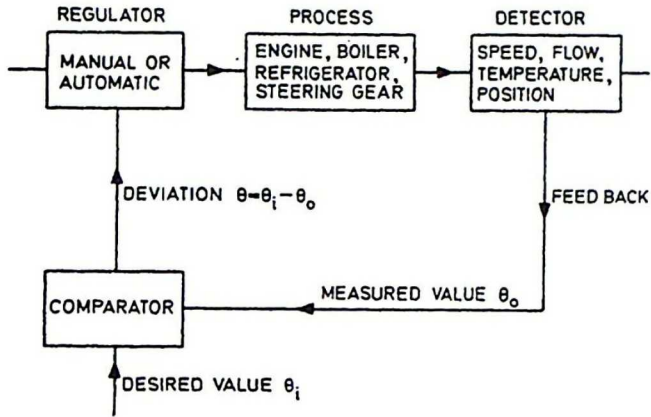 REGULATOR
PROCESS
DETECTOR
MANUAL OR
AUTOMATIC
ENGINE, BOILER,
REFRIGERATOR,
STEERING GEAR
SPEED, FLOW,
TEMPERATURE,
POSITION
DEVIATION θ=θi-θo
FEED BACK
COMPARATOR
MEASURED VALUE θo
DESIRED VALUE θi